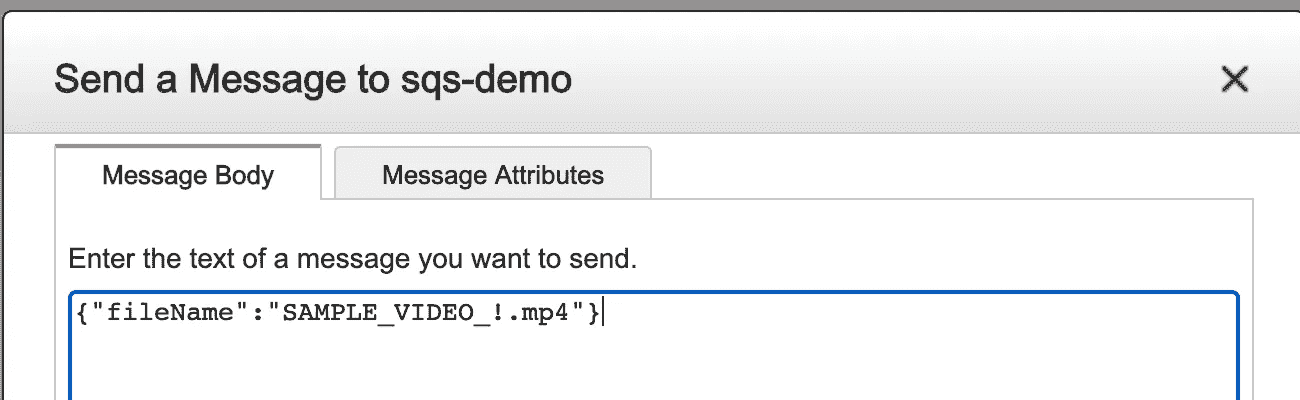 Send a Message to sqs-demo
Message Body
Message Attributes
Enter the text of a message you want to send.
{"fileName":"SAMPLE_VIDEO_!.mp4"}